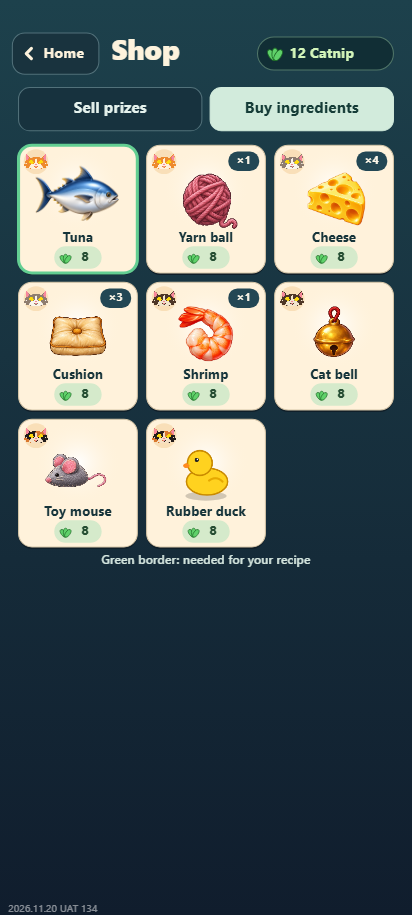 Home
Shop
12 Catnip
Sell prizes
Buy ingredients
Tuna
8
×1
Yarn ball
8
×4
Cheese
8
×3
Cushion
8
×1
Shrimp
8
Cat bell
8
Toy mouse
8
Rubber duck
8
Green border: needed for your recipe
2026.11.20 UAT 134